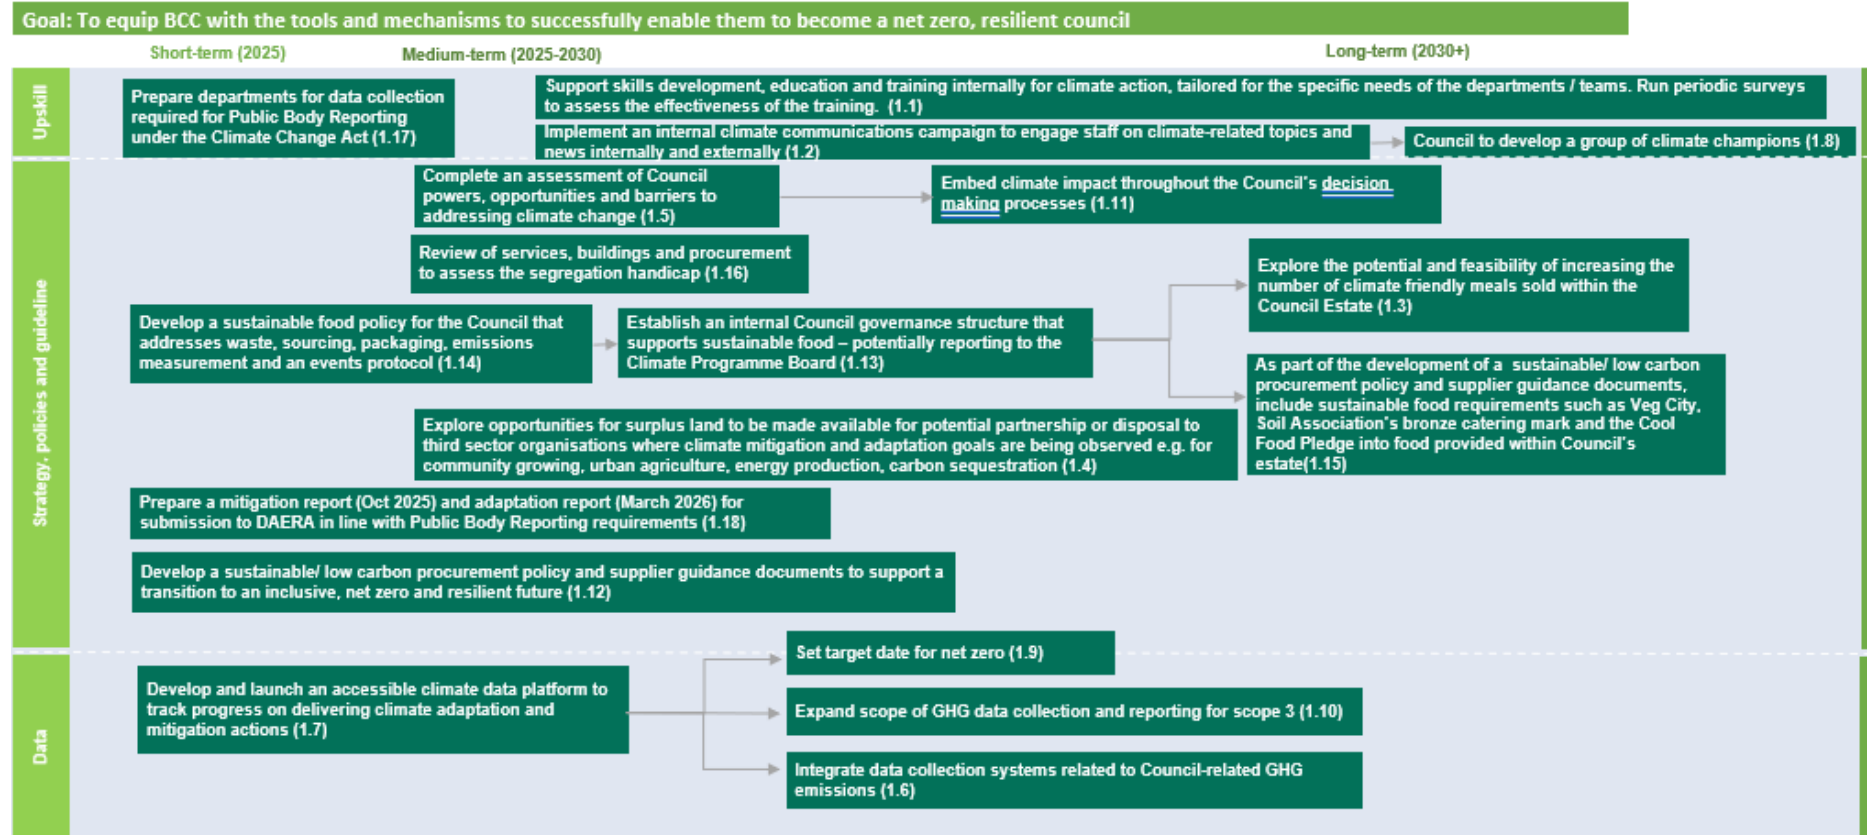 Goal: To equip BCC with the tools and mechanisms to successfully enable them to become a net zero, resilient council
Short-term (2025)
Medium-term (2025-2030)
Long-term (2030+)
Upskill
Prepare departments for data collection
required for Public Body Reporting
under the Climate Change Act (1.17)
Support skills development, education and training internally for climate action, tailored for the specific needs of the departments / teams. Run periodic surveys
to assess the effectiveness of the training.  (1.1)
Implement an internal climate communications campaign to engage staff on climate-related topics and
news internally and externally (1.2)
Council to develop a group of climate champions (1.8)
Strategy, policies and guideline
Complete an assessment of Council
powers, opportunities and barriers to
addressing climate change (1.5)
Embed climate impact throughout the Council's decision
making processes (1.11)
Review of services, buildings and procurement
to assess the segregation handicap (1.16)
Develop a sustainable food policy for the Council that
addresses waste, sourcing, packaging, emissions
measurement and an events protocol (1.14)
Establish an internal Council governance structure that
supports sustainable food – potentially reporting to the
Climate Programme Board (1.13)
Explore the potential and feasibility of increasing the
number of climate friendly meals sold within the
Council Estate (1.3)
As part of the development of a  sustainable/ low carbon
procurement policy and supplier guidance documents,
include sustainable food requirements such as Veg City,
Soil Association's bronze catering mark and the Cool
Food Pledge into food provided within Council's
estate(1.15)
Explore opportunities for surplus land to be made available for potential partnership or disposal to
third sector organisations where climate mitigation and adaptation goals are being observed e.g. for
community growing, urban agriculture, energy production, carbon sequestration (1.4)
Prepare a mitigation report (Oct 2025) and adaptation report (March 2026) for
submission to DAERA in line with Public Body Reporting requirements (1.18)
Develop a sustainable/ low carbon procurement policy and supplier guidance documents to support a
transition to an inclusive, net zero and resilient future (1.12)
Data
Develop and launch an accessible climate data platform to
track progress on delivering climate adaptation and
mitigation actions (1.7)
Set target date for net zero (1.9)
Expand scope of GHG data collection and reporting for scope 3 (1.10)
Integrate data collection systems related to Council-related GHG
emissions (1.6)